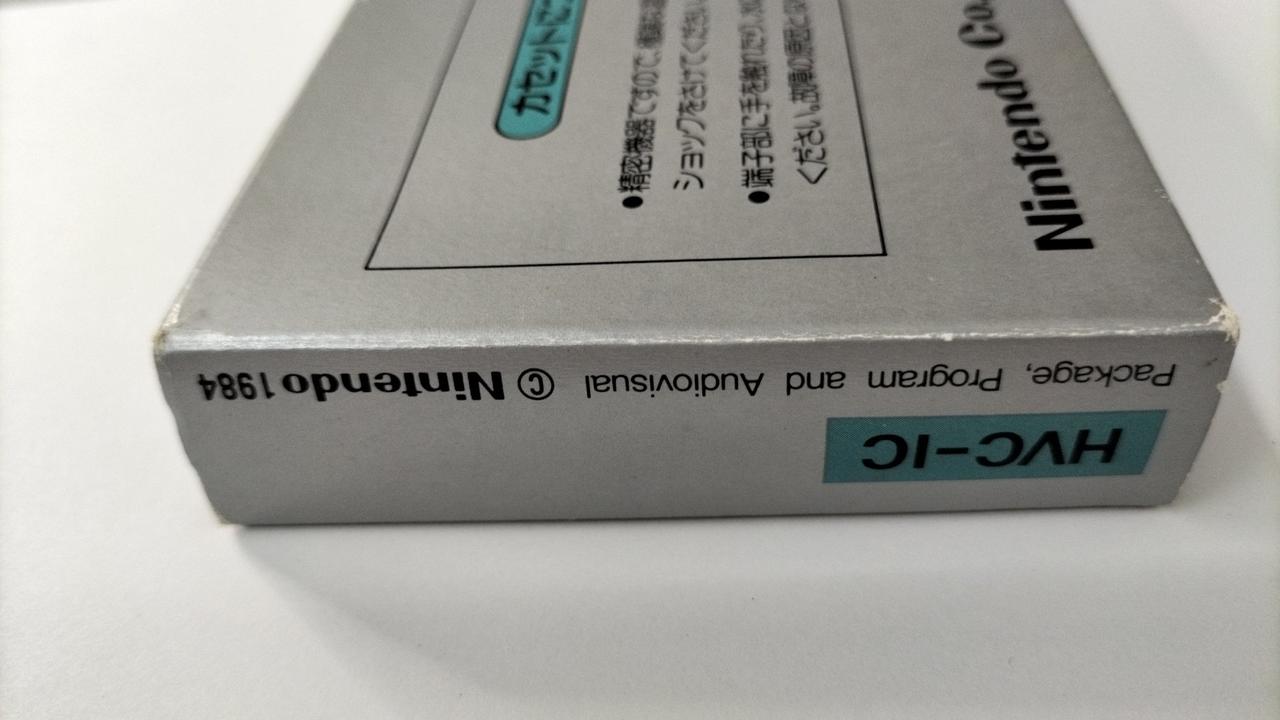 カセットに
●精密機器ですので、
ショックをさけてください
●端子部に手を触れたり、
ください。故障の原因と
Nintendo Co.
Package, Program and Audiovisual © Nintendo 1984
HVC-IC